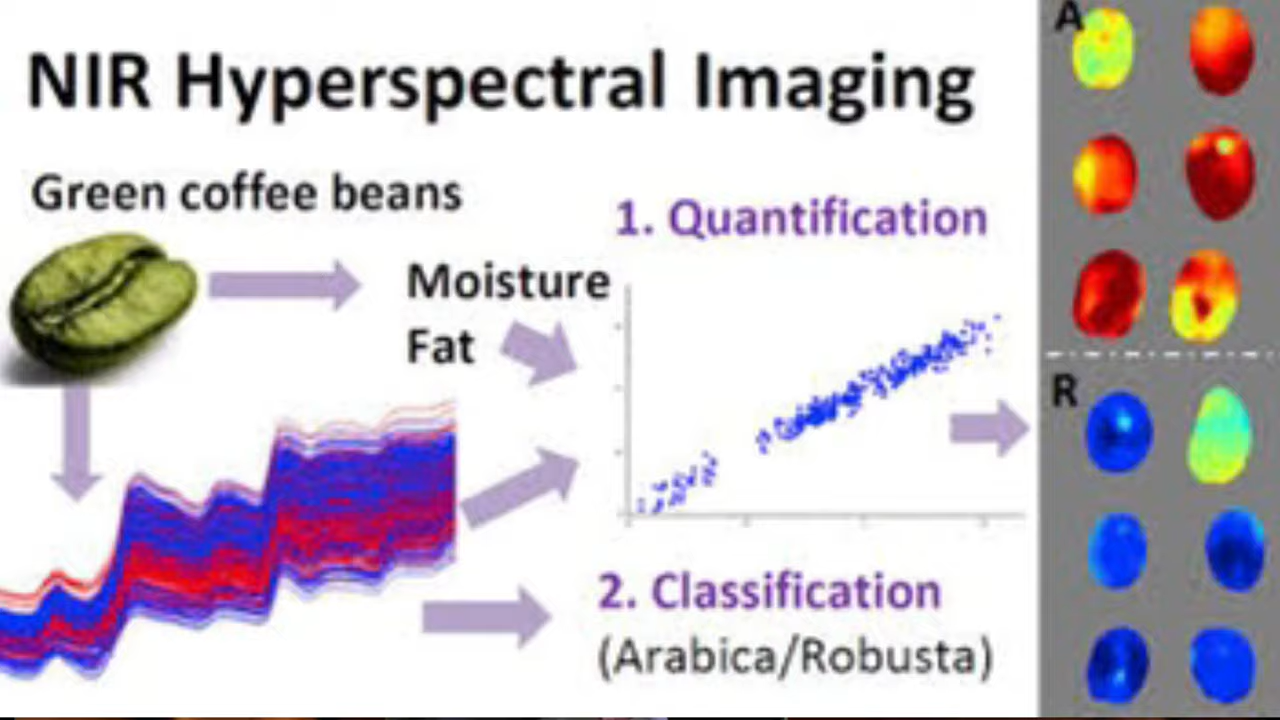 NIR Hyperspectral Imaging
Green coffee beans
Moisture
Fat
1. Quantification
2. Classification
(Arabica/Robusta)
A
R